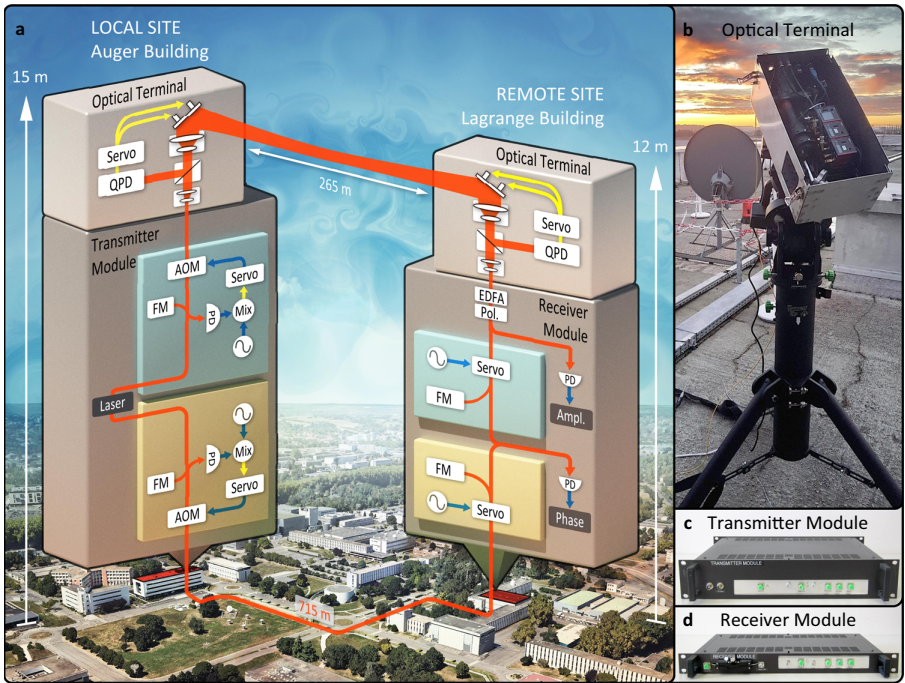 a
LOCAL SITE
Auger Building
15 m
Optical Terminal
Servo
QPD
265 m
REMOTE SITE
Lagrange Building
12 m
Optical Terminal
Servo
QPD
Transmitter
Module
AOM
Servo
FM
PD
Mix
Laser
PD
Mix
FM
Servo
AOM
EDFA
Pol.
Receiver
Module
Servo
FM
PD
Ampl.
FM
Servo
PD
Phase
715 m
b
Optical Terminal
c
Transmitter Module
TRANSMITTER MODULE
d
Receiver Module